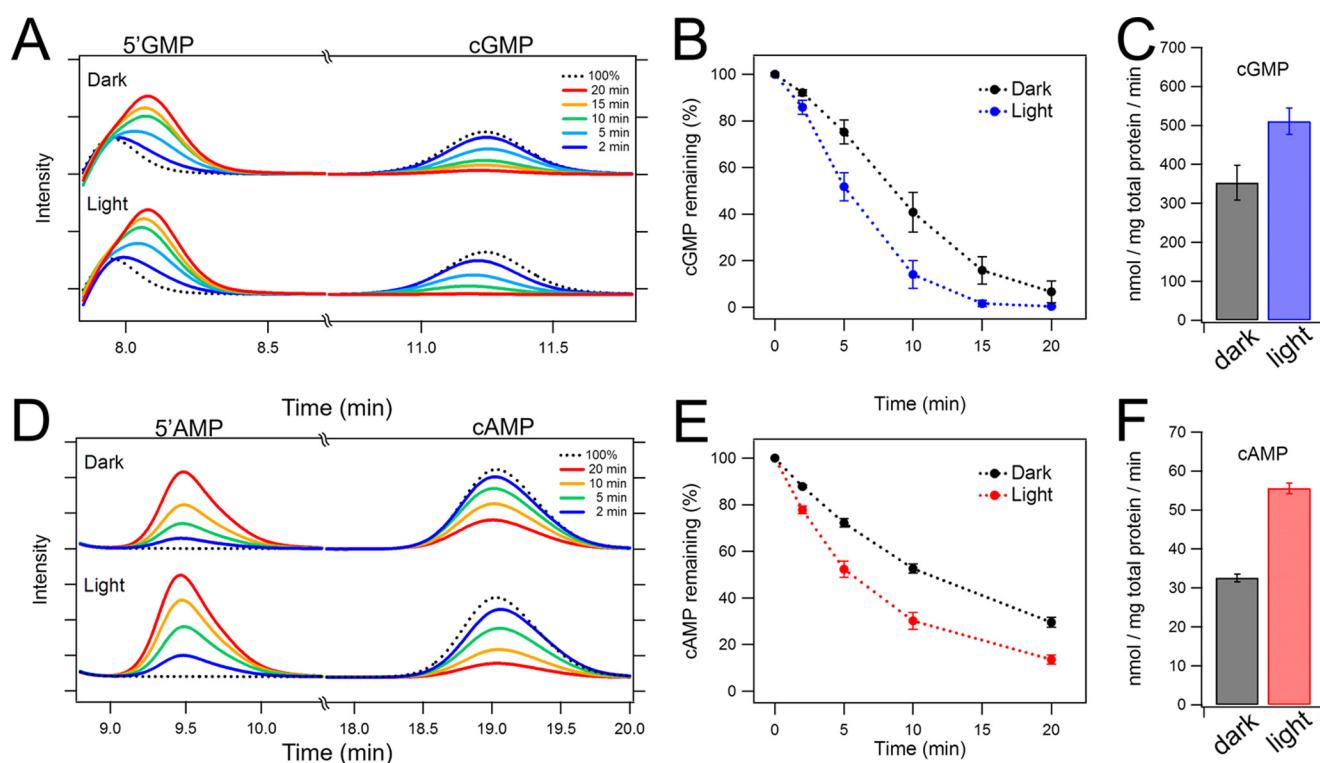 A
5'GMP
cGMP
Dark
100%
20 min
15 min
10 min
5 min
2 min
Light
Intensity
8.0
8.5
11.0
11.5
Time (min)
B
cGMP remaining (%)
100
80
60
40
20
0
Dark
Light
0
5
10
15
20
Time (min)
C
nmol / mg total protein / min
700
600
500
400
300
200
100
0
cGMP
dark
light
D
5'AMP
cAMP
Dark
100%
20 min
10 min
5 min
2 min
Light
Intensity
9.0
9.5
10.0
18.0
18.5
19.0
19.5
20.0
Time (min)
E
cAMP remaining (%)
100
80
60
40
20
0
Dark
Light
0
5
10
15
20
Time (min)
F
nmol / mg total protein / min
70
60
50
40
30
20
10
0
cAMP
dark
light